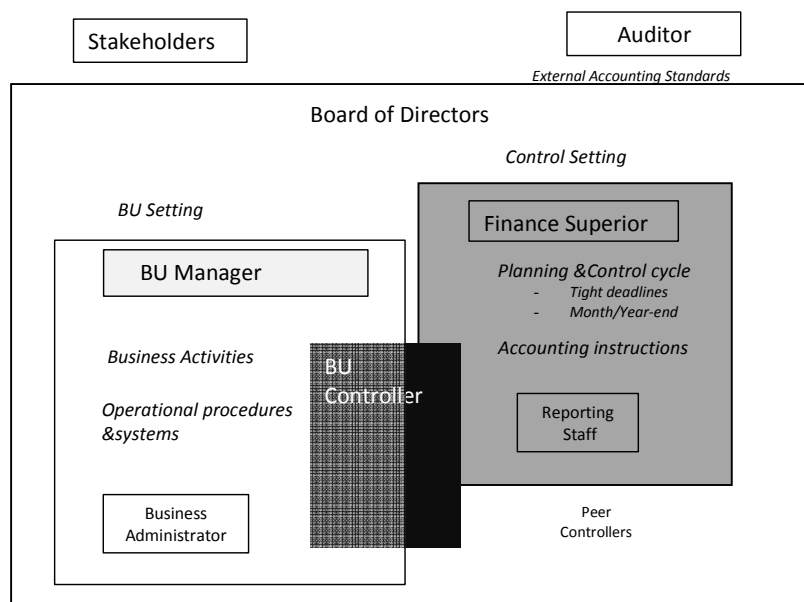 Stakeholders
Auditor
External Accounting Standards
Board of Directors
Control Setting
BU Setting
Finance Superior
BU Manager
Planning &Control cycle
- Tight deadlines
- Month/Year-end
Business Activities
Accounting instructions
BU
Controller
Operational procedures
&systems
Reporting
Staff
Business
Administrator
Peer
Controllers